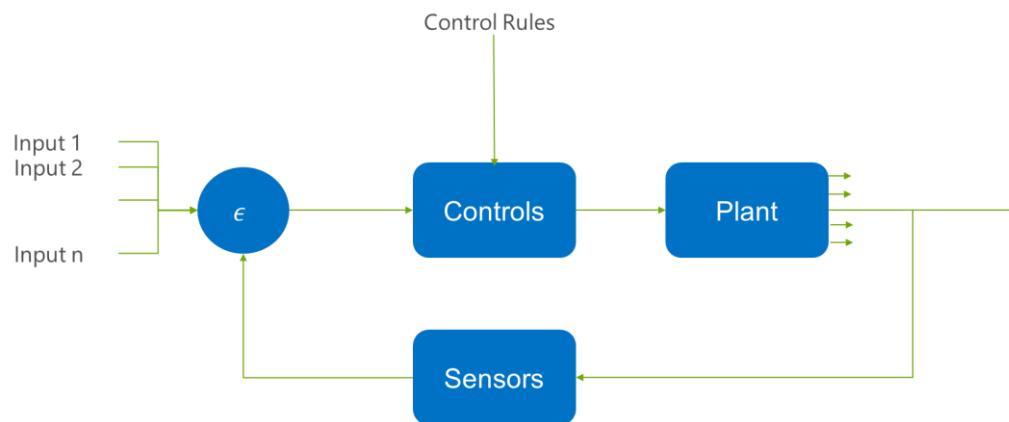 Control Rules
Input 1
Input 2
Input n
ϵ
Controls
Plant
Sensors